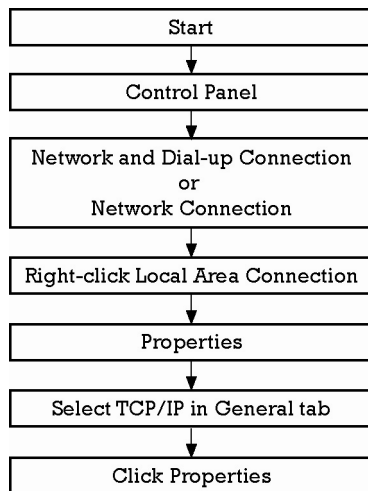 Start
Control Panel
Network and Dial-up Connection
or
Network Connection
Right-click Local Area Connection
Properties
Select TCP/IP in General tab
Click Properties